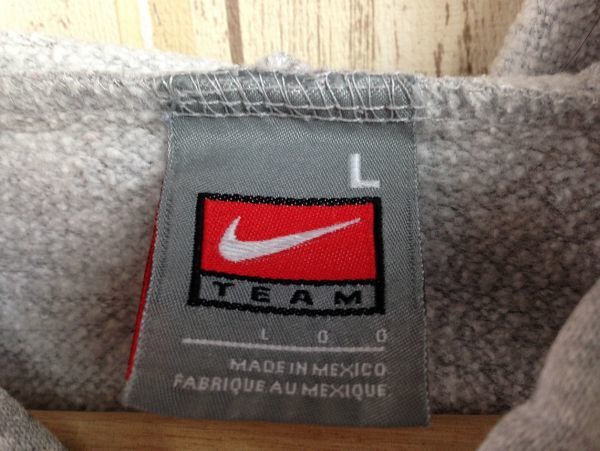 L
TEAM
L G G
MADE IN MEXICO
FABRIQUE AU MEXIQUE